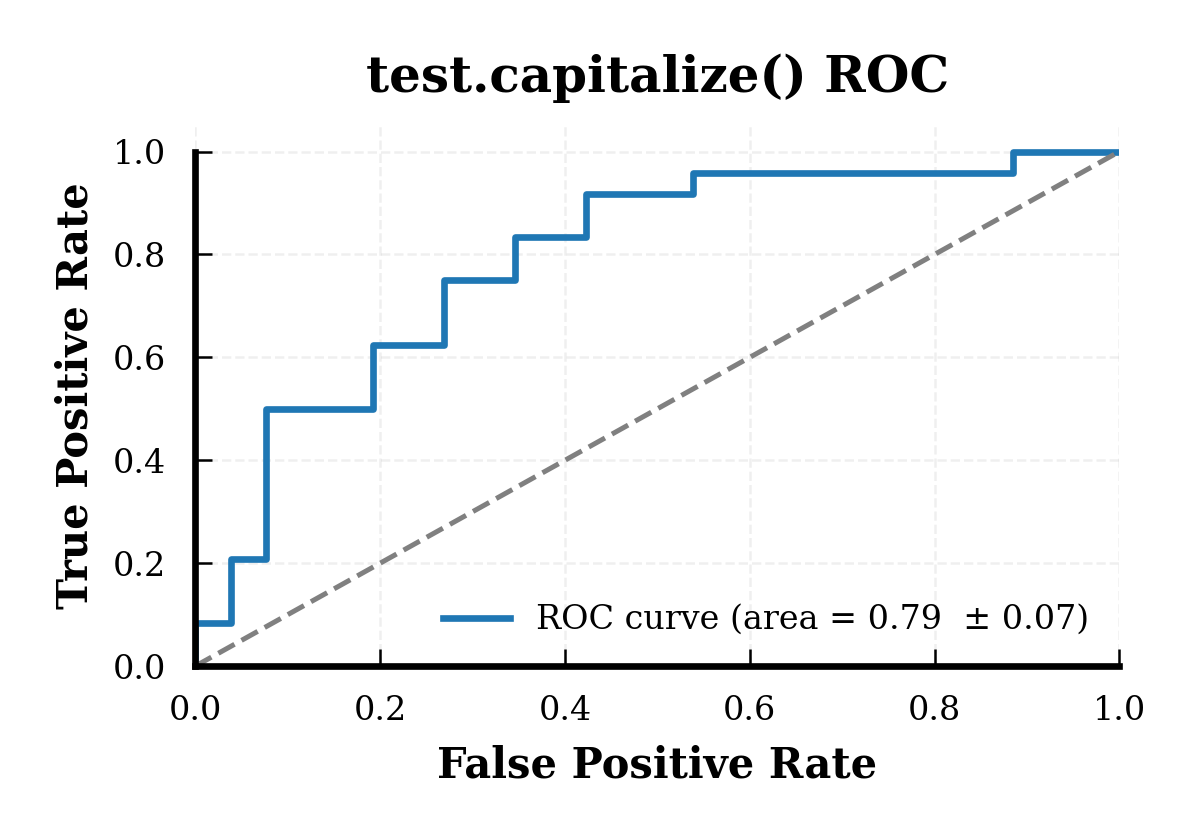 test.capitalize() ROC
True Positive Rate
1.0
0.8
0.6
0.4
0.2
0.0
ROC curve (area = 0.79  ± 0.07)
0.0 0.2 0.4 0.6 0.8 1.0
False Positive Rate